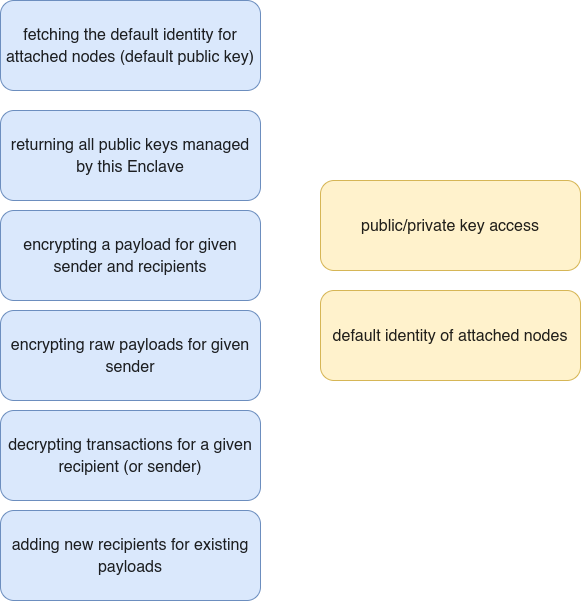 fetching the default identity for
attached nodes (default public key)
returning all public keys managed
by this Enclave
encrypting a payload for given
sender and recipients
encrypting raw payloads for given
sender
decrypting transactions for a given
recipient (or sender)
adding new recipients for existing
payloads
public/private key access
default identity of attached nodes